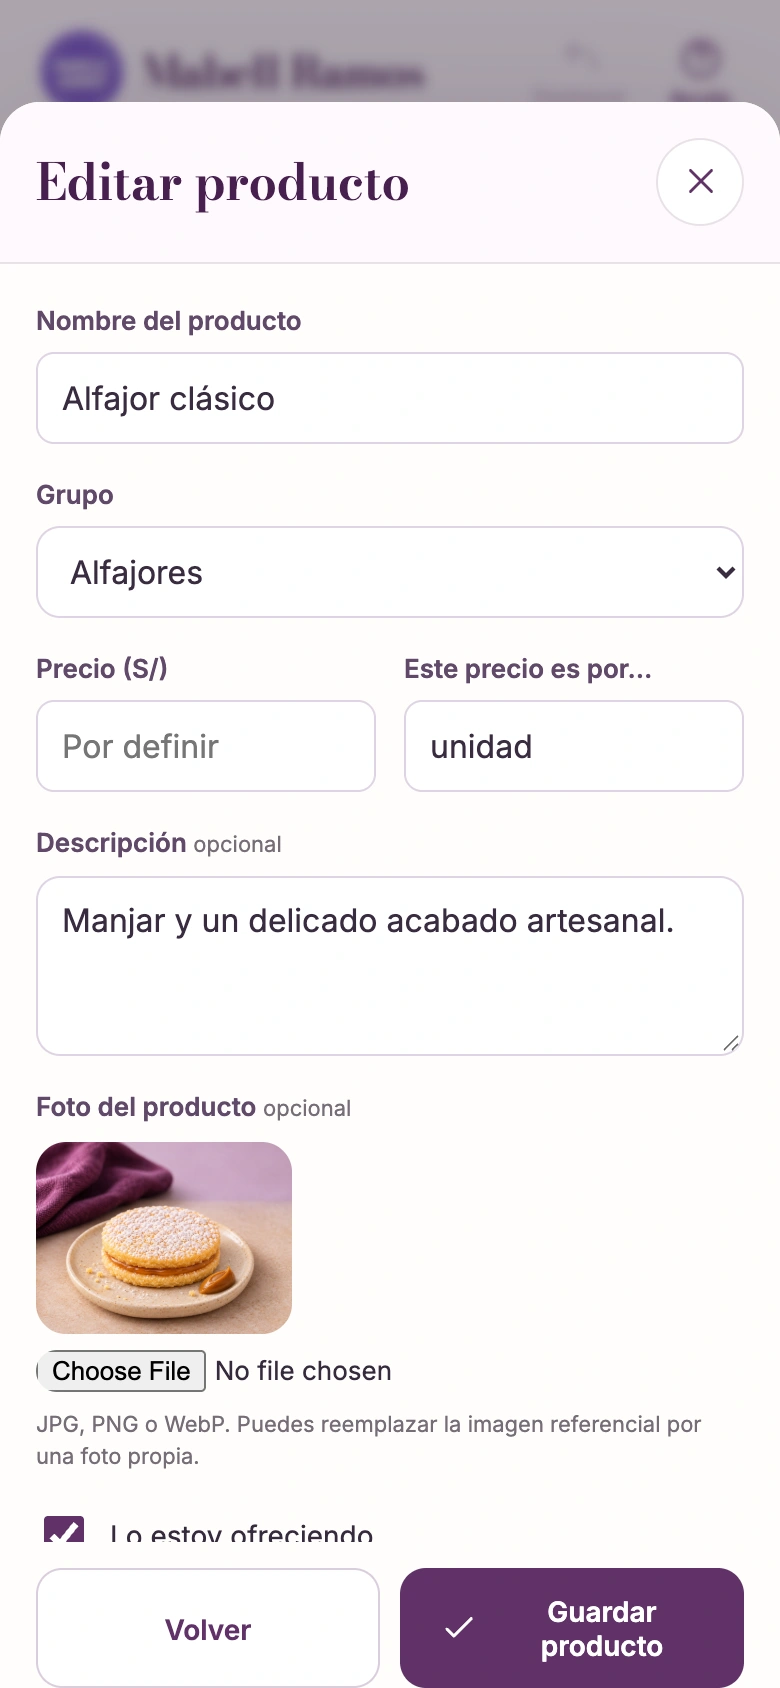 Mabell Ramos
Editar producto
Nombre del producto
Alfajor clásico
Grupo
Alfajores
Precio (S/)
Este precio es por...
Por definir
unidad
Descripción opcional
Manjar y un delicado acabado artesanal.
Foto del producto opcional
Choose File No file chosen
JPG, PNG o WebP. Puedes reemplazar la imagen referencial por
una foto propia.
Lo estoy ofreciendo
Volver
Guardar
producto